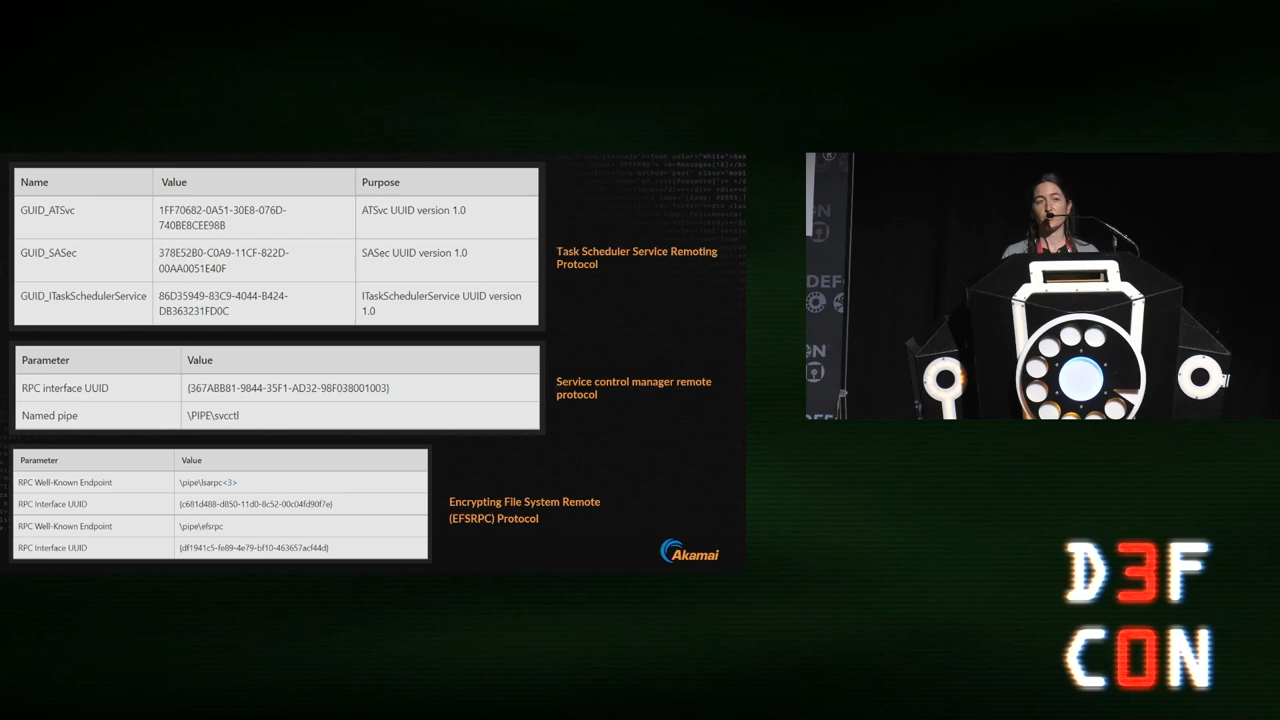 Name Value Purpose
GUID_ATSvc 1FF70682-0A51-30E8-076D- ATSvc UUID version 1.0
740BE8CEE98B
GUID_SASec 378E52B0-C0A9-11CF-822D- SASec UUID version 1.0
00AA0051E40F
GUID_ITaskSchedulerService 86D35949-83C9-4044-B424- ITaskSchedulerService UUID version
DB363231FD0C 1.0
Task Scheduler Service Remoting
Protocol
Parameter Value
RPC interface UUID {367ABB81-9844-35F1-AD32-98F038001003}
Named pipe \PIPE\svcctl
Service control manager remote
protocol
Parameter Value
RPC Well-Known Endpoint \pipe\lsarpc<3>
RPC Interface UUID {c681d488-d850-11d0-8c52-00c04fd90f7e}
RPC Well-Known Endpoint \pipe\efsrpc
RPC Interface UUID {df1941c5-fe89-4e79-bf10-463657acf44d}
Encrypting File System Remote
(EFSRPC) Protocol
Akamai
D3F
C0N